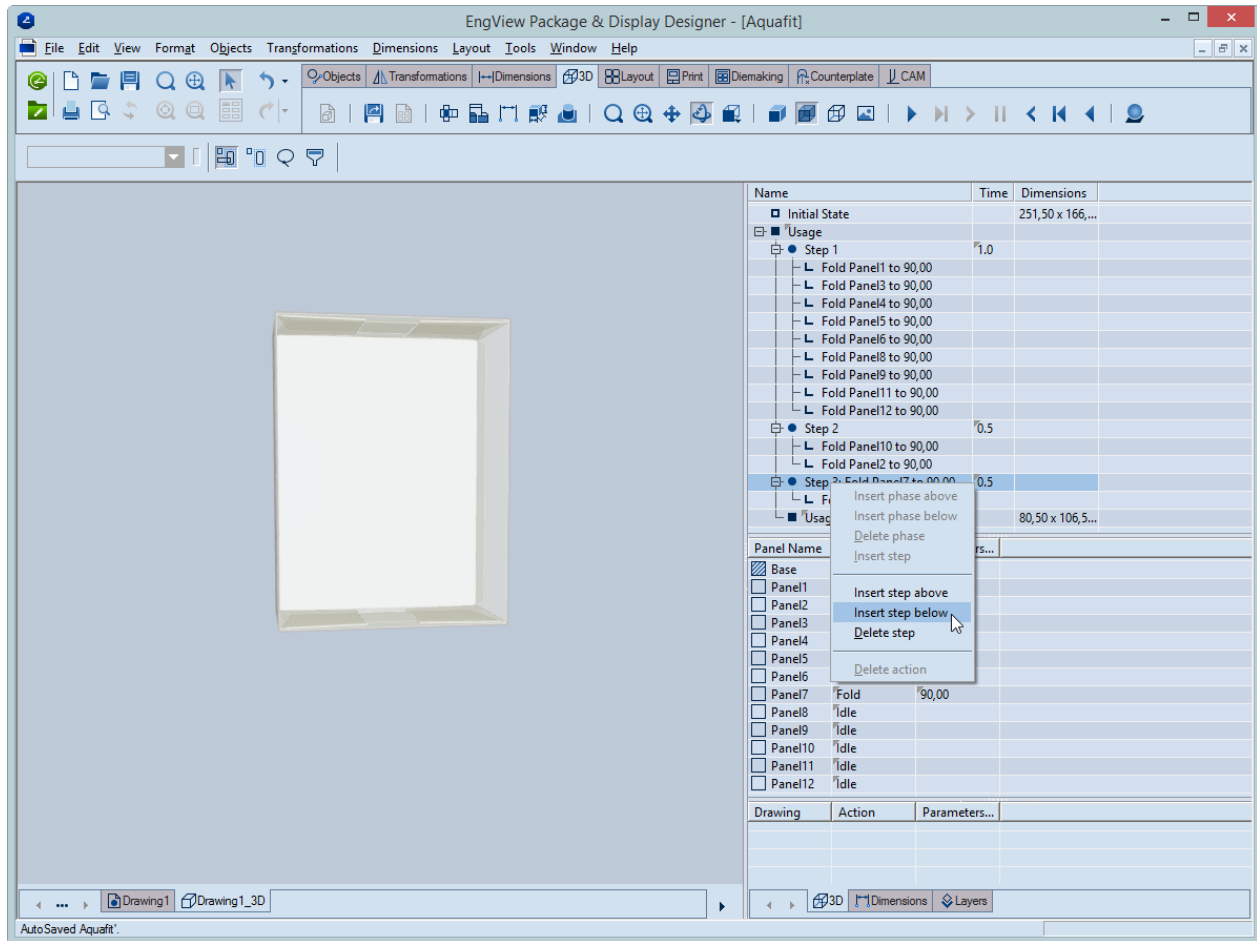 EngView Package & Display Designer - [Aquafit]
File Edit View Format Objects Transformations Dimensions Layout Tools Window Help
Objects Transformations Dimensions 3D Layout Print Diemaking Counterplate CAM
Name Time Dimensions
Initial State 251,50 x 166,...
Usage
Step 1 1.0
Fold Panel1 to 90,00
Fold Panel3 to 90,00
Fold Panel4 to 90,00
Fold Panel5 to 90,00
Fold Panel6 to 90,00
Fold Panel8 to 90,00
Fold Panel9 to 90,00
Fold Panel11 to 90,00
Fold Panel12 to 90,00
Step 2 0.5
Fold Panel10 to 90,00
Fold Panel2 to 90,00
Step 3: Fold Panel7 to 90,00 0.5
Insert phase above
Insert phase below
Usag 80,50 x 106,5...
Delete phase
Panel Name rs...
Insert step
Base
Panel1
Insert step above
Panel2
Insert step below
Panel3
Delete step
Panel4
Panel5
Delete action
Panel6
Panel7 Fold 90,00
Panel8 Idle
Panel9 Idle
Panel10 Idle
Panel11 Idle
Panel12 Idle
Drawing Action Parameters...
Drawing1 Drawing1_3D
3D Dimensions Layers
AutoSaved Aquafit'.